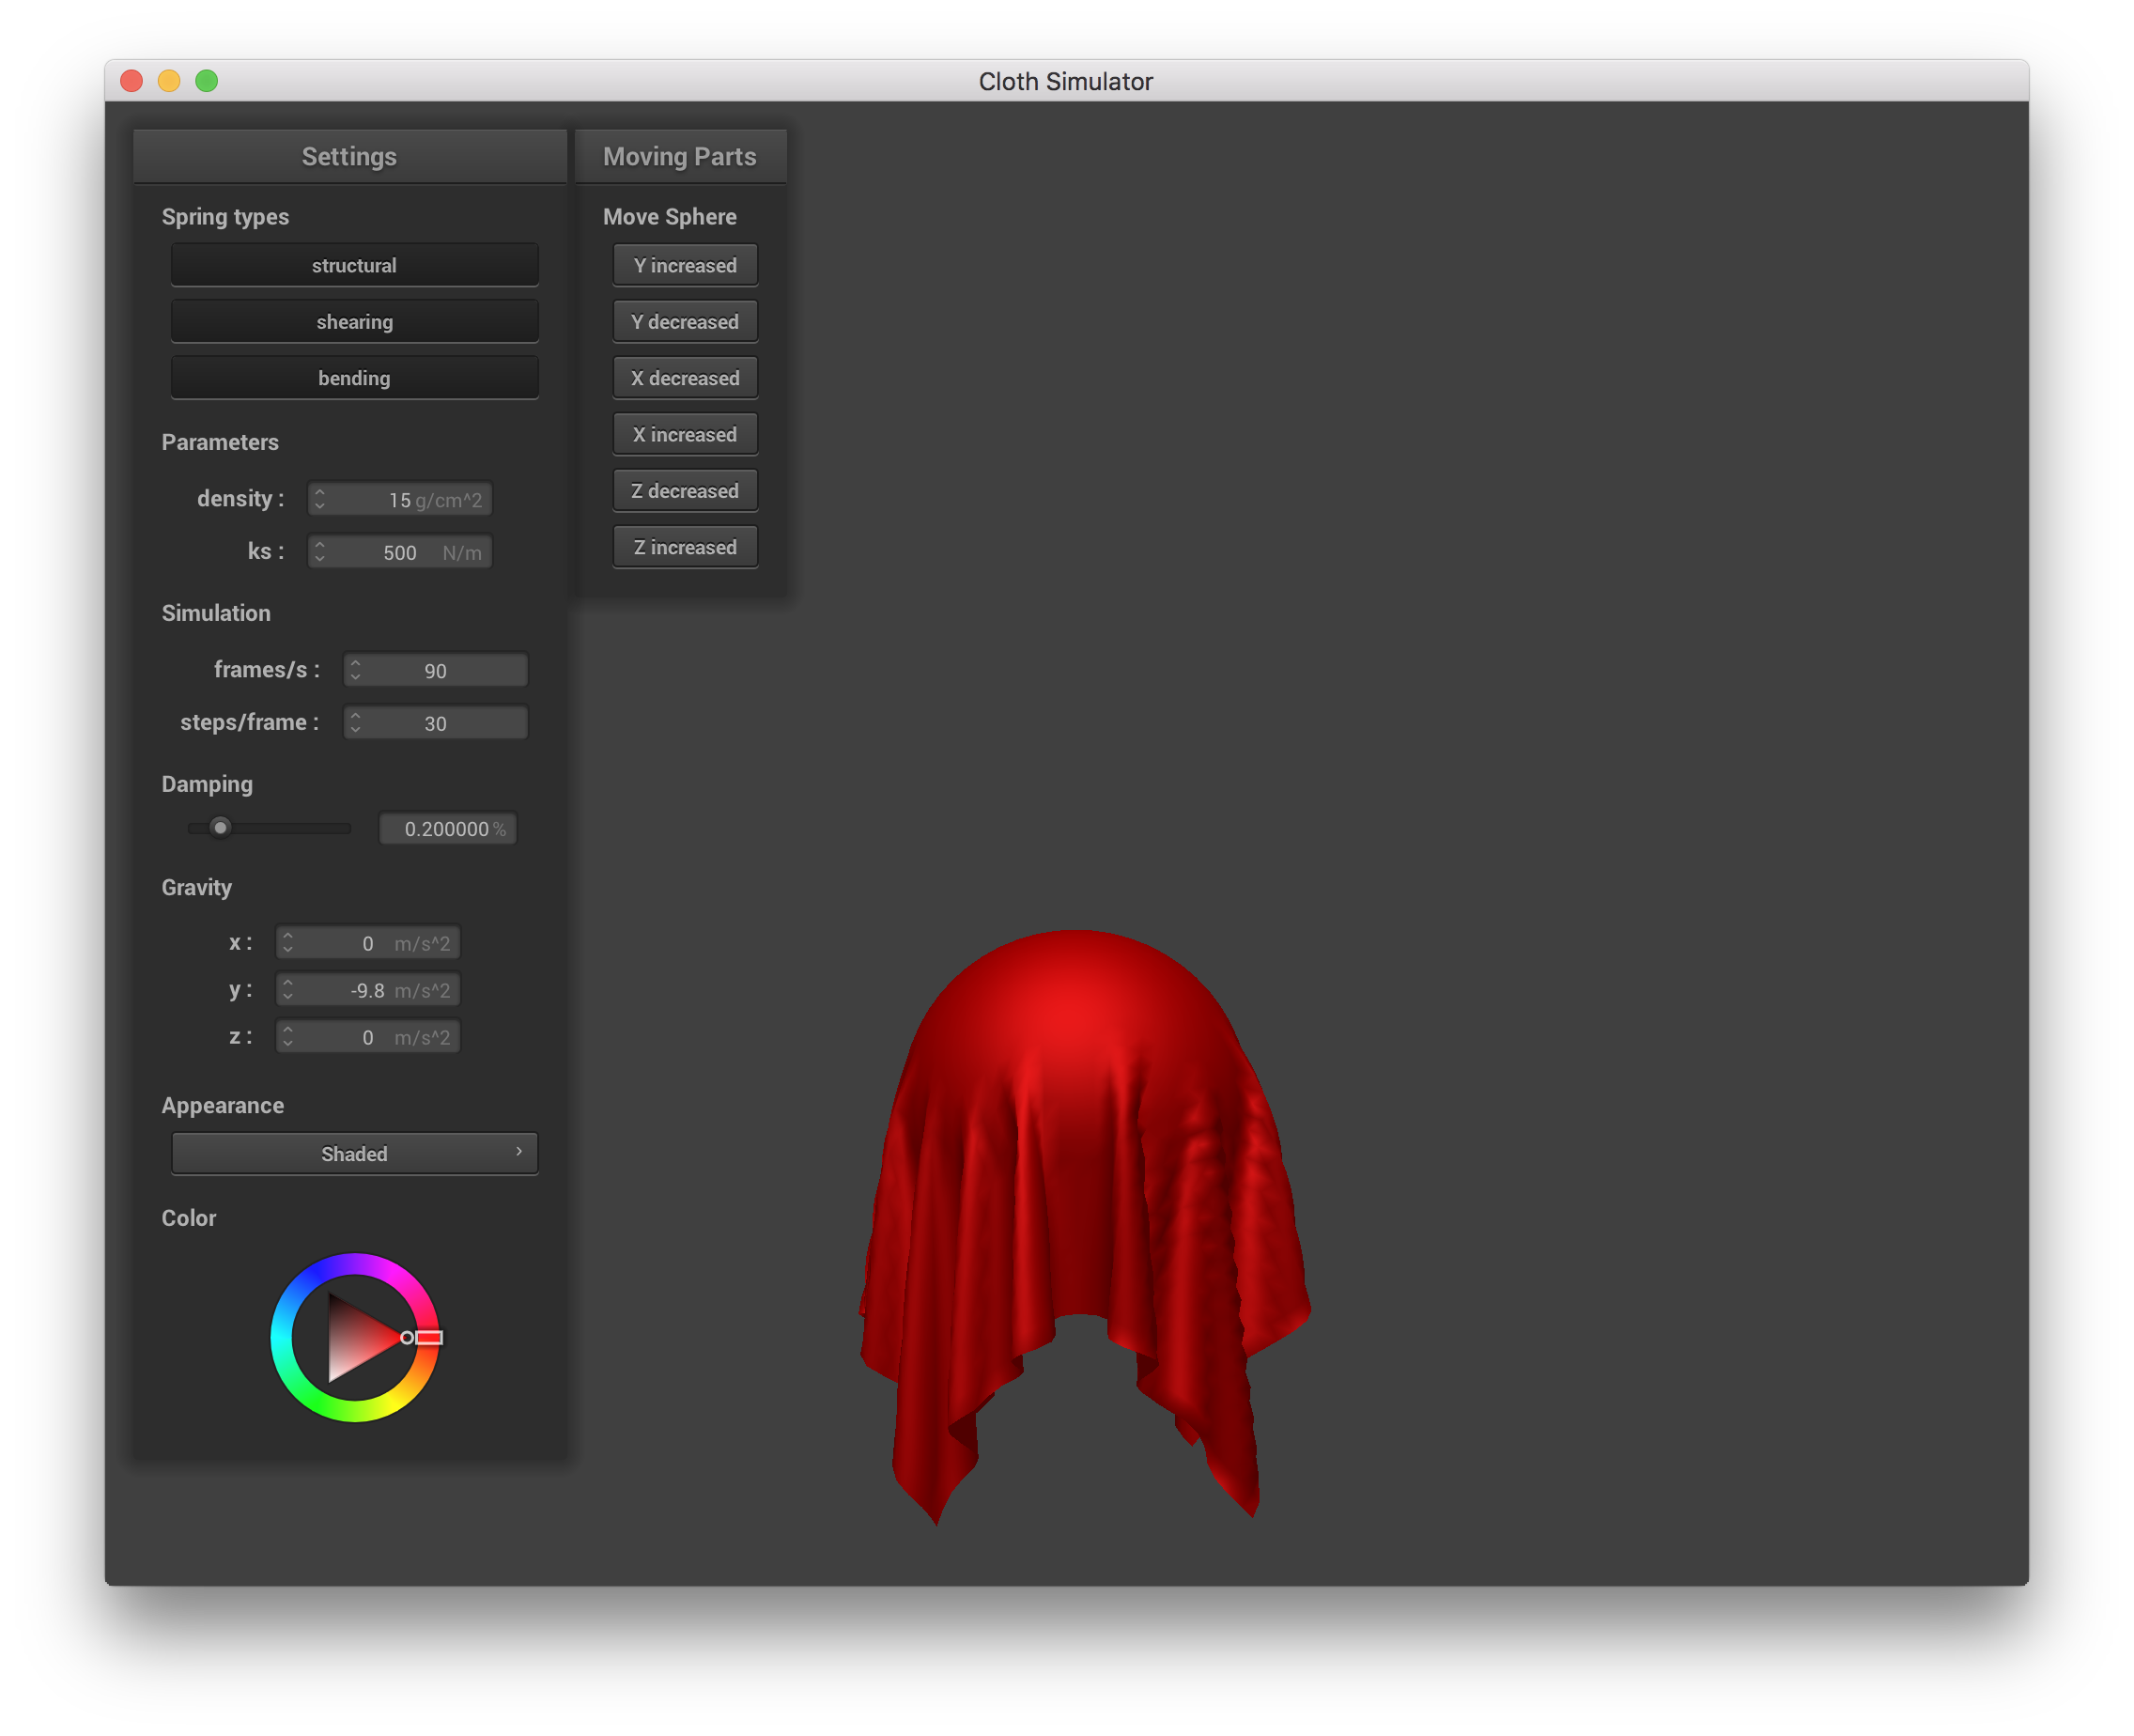 Cloth Simulator
Settings
Spring types
structural
shearing
bending
Parameters
density : 15 g/cm^2
ks : 500 N/m
Simulation
frames/s : 90
steps/frame : 30
Damping
0.200000 %
Gravity
x : 0 m/s^2
y : -9.8 m/s^2
z : 0 m/s^2
Appearance
Shaded
Color
Moving Parts
Move Sphere
Y increased
Y decreased
X decreased
X increased
Z decreased
Z increased